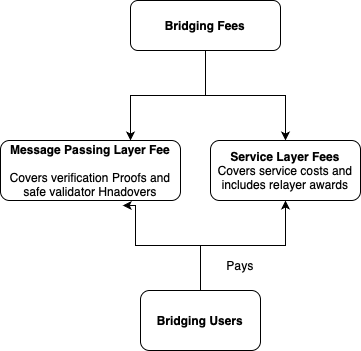 Bridging Fees
Message Passing Layer Fee
Covers verification Proofs and
safe validator Hnadovers
Service Layer Fees
Covers service costs and
includes relayer awards
Pays
Bridging Users